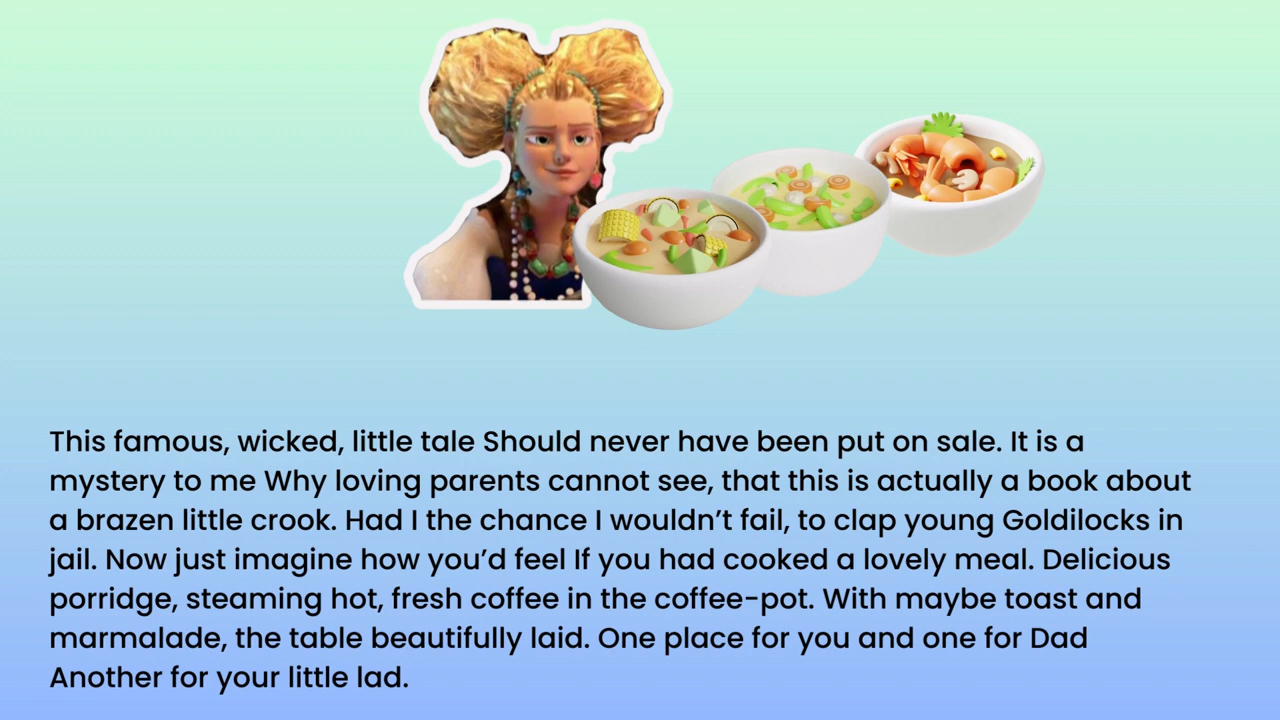 This famous, wicked, little tale Should never have been put on sale. It is a
mystery to me Why loving parents cannot see, that this is actually a book about
a brazen little crook. Had I the chance I wouldn’t fail, to clap young Goldilocks in
jail. Now just imagine how you’d feel If you had cooked a lovely meal. Delicious
porridge, steaming hot, fresh coffee in the coffee-pot. With maybe toast and
marmalade, the table beautifully laid. One place for you and one for Dad
Another for your little lad.